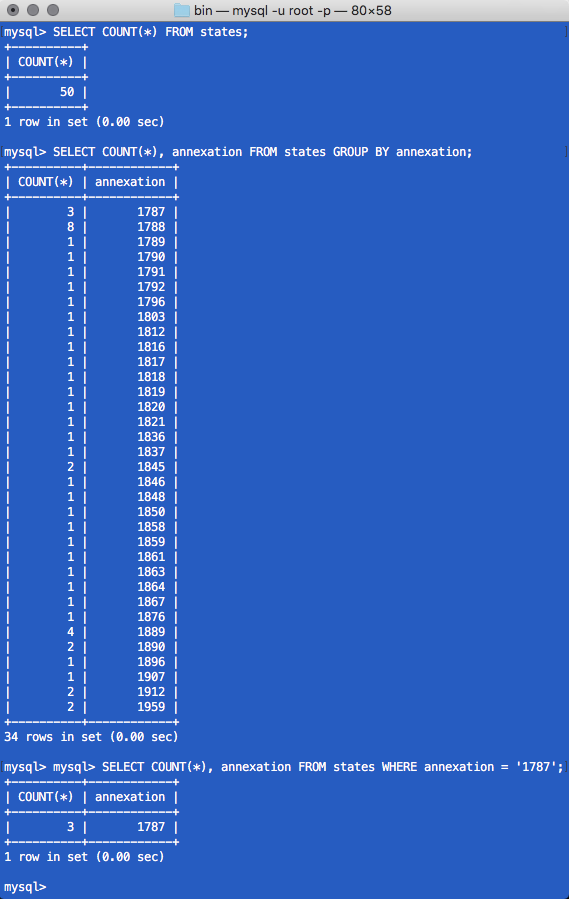 bin — mysql -u root -p — 80×58
mysql> SELECT COUNT(*) FROM states;
+----------+
| COUNT(*) |
+----------+
|       50 |
+----------+
1 row in set (0.00 sec)
mysql> SELECT COUNT(*), annexation FROM states GROUP BY annexation;
+----------+------------+
| COUNT(*) | annexation |
+----------+------------+
|        3 |       1787 |
|        8 |       1788 |
|        1 |       1789 |
|        1 |       1790 |
|        1 |       1791 |
|        1 |       1792 |
|        1 |       1796 |
|        1 |       1803 |
|        1 |       1812 |
|        1 |       1816 |
|        1 |       1817 |
|        1 |       1818 |
|        1 |       1819 |
|        1 |       1820 |
|        1 |       1821 |
|        1 |       1836 |
|        1 |       1837 |
|        2 |       1845 |
|        1 |       1846 |
|        1 |       1848 |
|        1 |       1850 |
|        1 |       1858 |
|        1 |       1859 |
|        1 |       1861 |
|        1 |       1863 |
|        1 |       1864 |
|        1 |       1867 |
|        1 |       1876 |
|        4 |       1889 |
|        2 |       1890 |
|        1 |       1896 |
|        1 |       1907 |
|        2 |       1912 |
|        2 |       1959 |
+----------+------------+
34 rows in set (0.00 sec)
mysql> mysql> SELECT COUNT(*), annexation FROM states WHERE annexation = '1787';
+----------+------------+
| COUNT(*) | annexation |
+----------+------------+
|        3 |       1787 |
+----------+------------+
1 row in set (0.00 sec)
mysql>